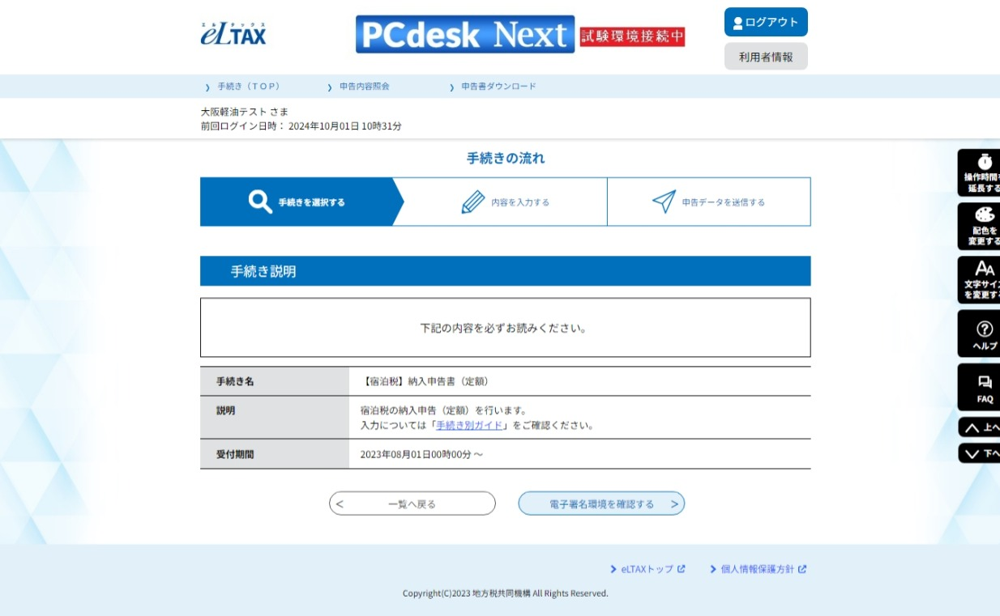 エルタックス
eLTAX
PCdesk Next
試験環境接続中
ログアウト
利用者情報
手続き（TOP）
申告内容照会
申告書ダウンロード
大阪軽油テスト さま
前回ログイン日時： 2024年10月01日 10時31分
手続きの流れ
手続きを選択する
内容を入力する
申告データを送信する
手続き説明
下記の内容を必ずお読みください。
手続き名 【宿泊税】納入申告書（定額）
説明 宿泊税の納入申告（定額）を行います。
入力については「手続き別ガイド」をご確認ください。
受付期間 2023年08月01日00時00分 ～
< 一覧へ戻る
電子署名環境を確認する >
操作時間を
延長する
配色を
変更する
AA
文字サイズ
を変更する
?
ヘルプ
FAQ
上へ
下へ
eLTAXトップ
個人情報保護方針
Copyright(C)2023 地方税共同機構 All Rights Reserved.